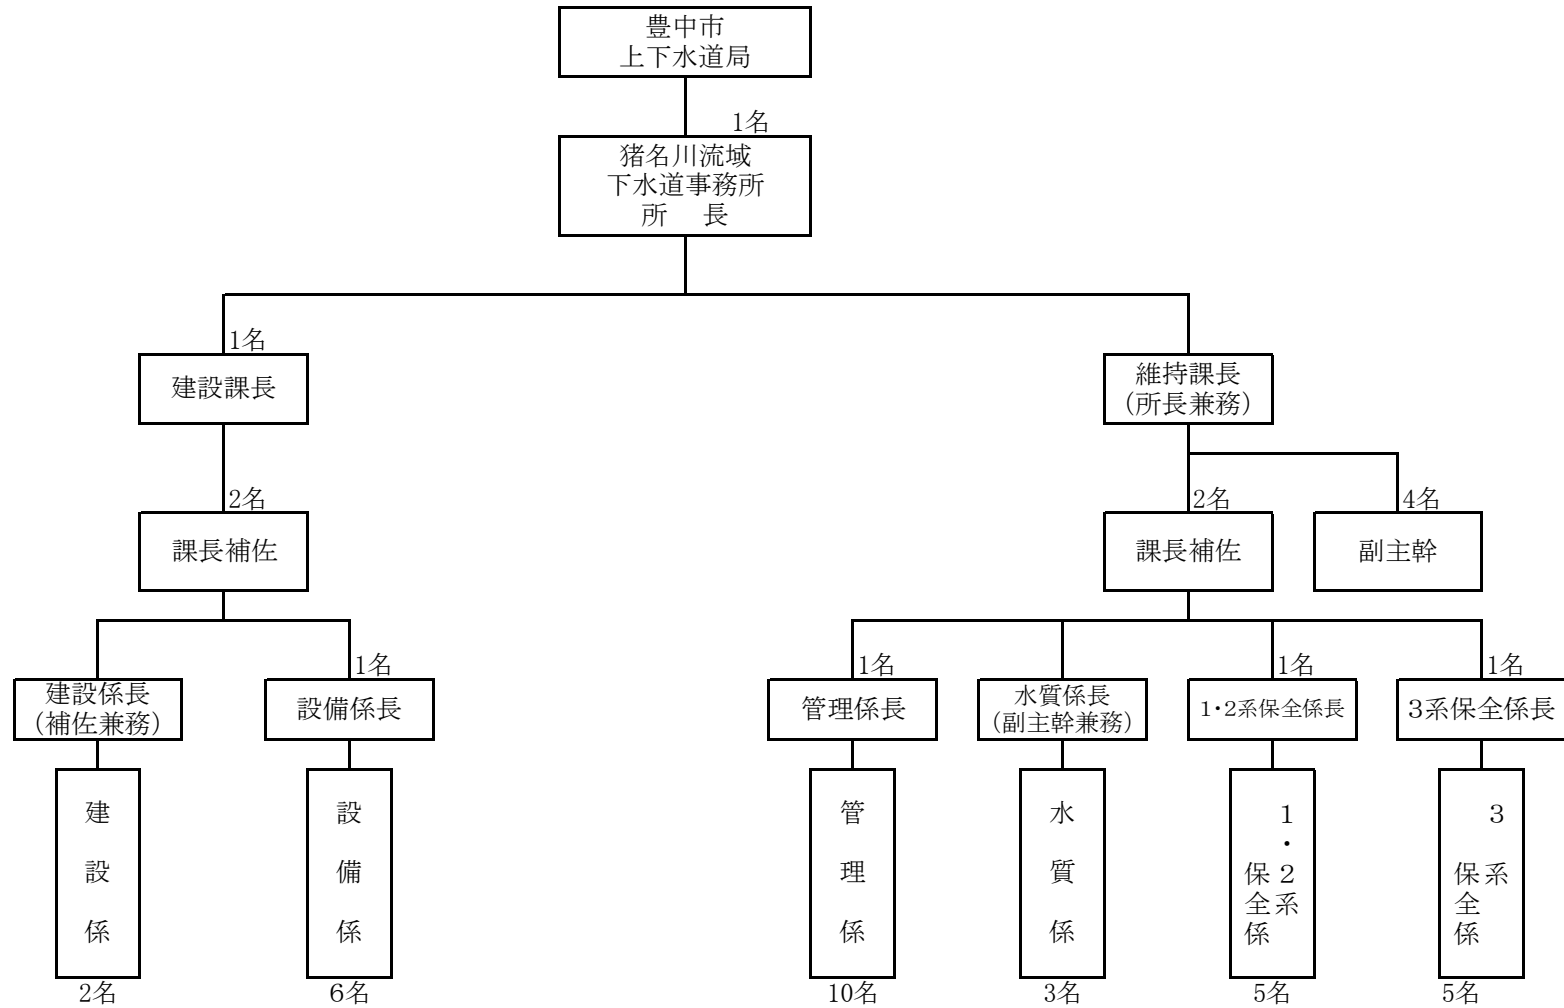 豊中市
上下水道局
1名
猪名川流域
下水道事務所
所　長
1名
建設課長
維持課長
(所長兼務)
2名
課長補佐
2名
課長補佐
4名
副主幹
建設係長
(補佐兼務)
1名
設備係長
1名
管理係長
水質係長
(副主幹兼務)
1名
1・2系保全係長
1名
3系保全係長
建設係
設備係
管理係
水質係
1・2系
保全係
3系
保全係
2名
6名
10名
3名
5名
5名